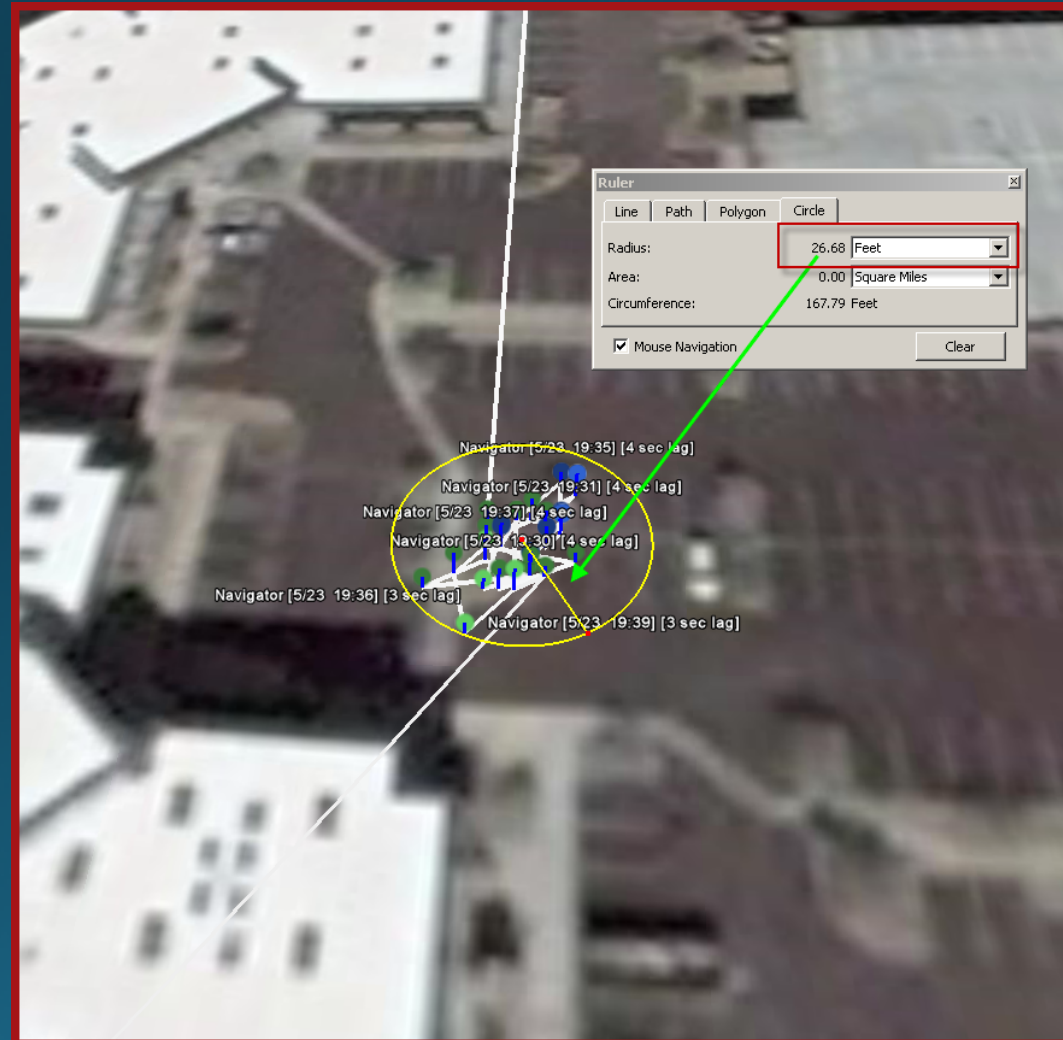 Ruler
Line Path Polygon Circle
Radius: 26.68 Feet
Area: 0.00 Square Miles
Circumference: 167.79 Feet
Mouse Navigation Clear
Navigator [5/23 19:35] [4 sec lag]
Navigator [5/23 19:31] [4 sec lag]
Navigator [5/23 19:37] [4 sec lag]
Navigator [5/23 19:30] [4 sec lag]
Navigator [5/23 19:36] [3 sec lag]
Navigator [5/23 19:39] [3 sec lag]